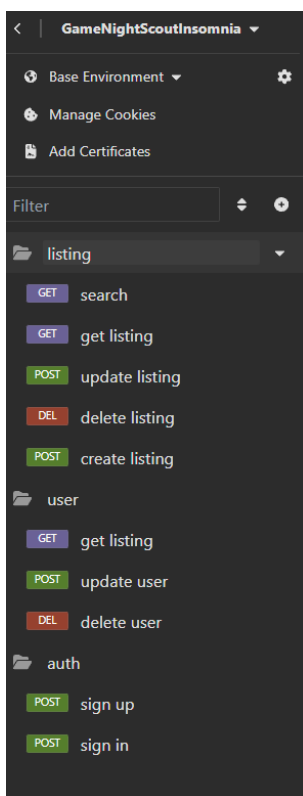 GameNightScoutInsomnia
Base Environment
Manage Cookies
Add Certificates
Filter
listing
GET search
GET get listing
POST update listing
DEL delete listing
POST create listing
user
GET get listing
POST update user
DEL delete user
auth
POST sign up
POST sign in